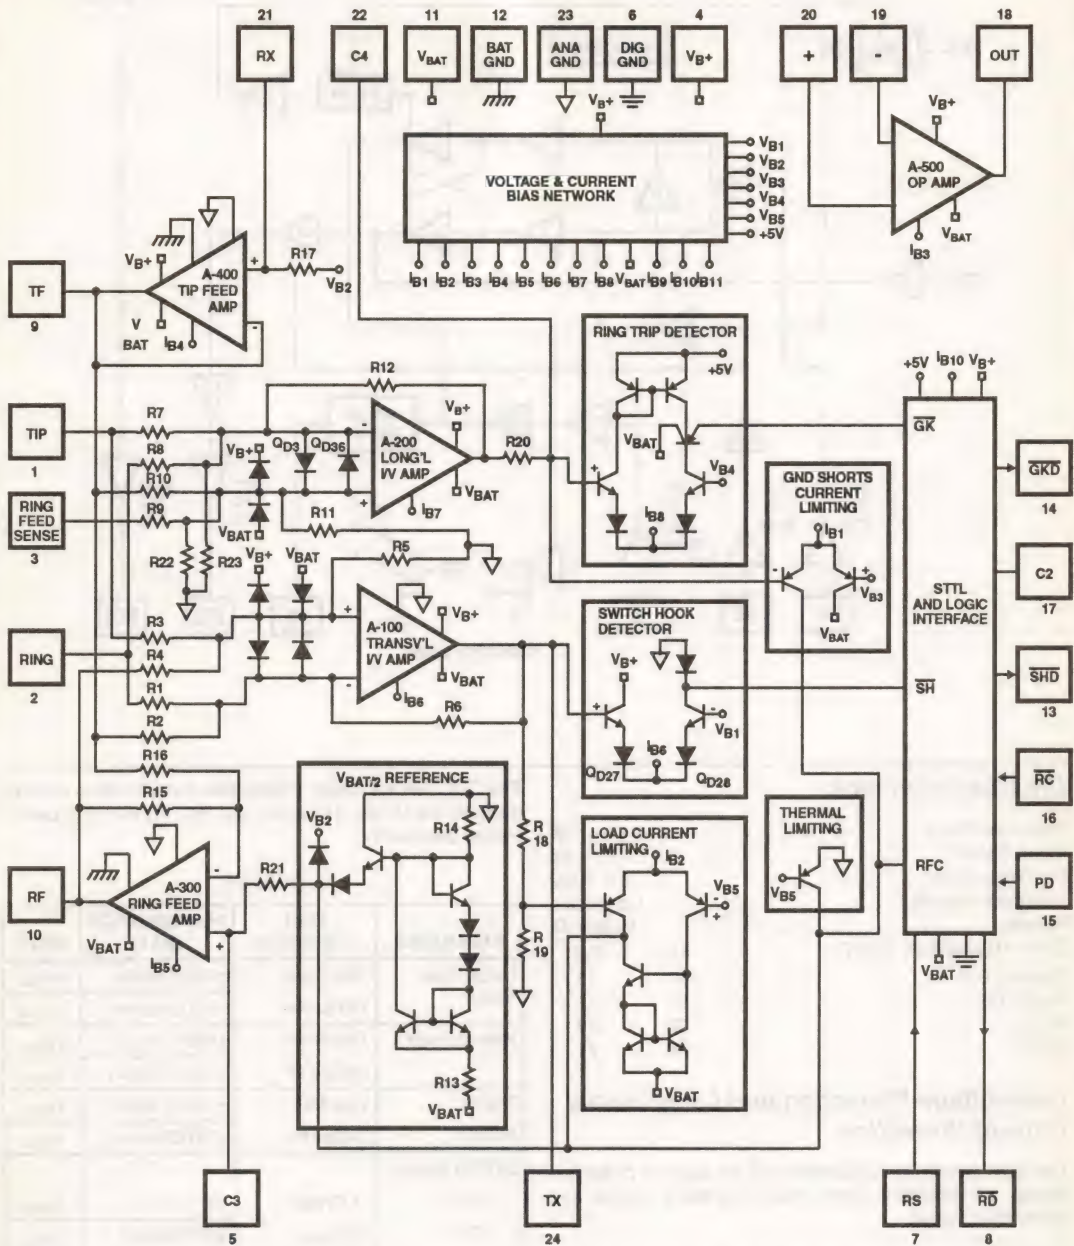 21 22 11 12 23 6 4 20 19 18
RX C4 VBAT BAT GND ANA GND DIG GND VB+ + - OUT
VB+
VOLTAGE & CURRENT
BIAS NETWORK
VB1
VB2
VB3
VB4
VB5
+5V
IB1 IB2 IB3 IB4 IB5 IB6 IB7 IB8 VBAT IB9 IB10 IB11
VB+
A-500
OP AMP
VBAT
IB3
TF
9
VB+
A-400
TIP FEED
AMP
+
-
V
BAT
IB4
R17
VB2
TIP
1
RING
FEED
SENSE
3
RING
2
R7
R8
R10
R9
R22
R23
R3
R4
R1
R2
R16
R15
R12
VB+
QD3
QD36
VBAT
-
A-200
LONG'L
I/V AMP
+
VB+
VBAT
IB7
R20
R11
R5
VB+
VBAT
+
A-100
TRANSV'L
I/V AMP
-
VB+
VBAT
IB6
R6
RING TRIP DETECTOR
+5V
VBAT
+
VB4
IB8
GND SHORTS
CURRENT
LIMITING
IB1
-
+
VB3
VBAT
SWITCH HOOK
DETECTOR
VB+
+
-
VB1
IB6
QD27
QD28
LOAD CURRENT
LIMITING
IB2
VB5
-
+
VBAT
THERMAL
LIMITING
VB5
R
18
R
19
VBAT/2 REFERENCE
VB2
R14
R13
VBAT
RF
10
A-300
RING FEED
AMP
-
+
VBAT
IB5
R21
+5V IB10 VB+
GK
STTL
AND LOGIC
INTERFACE
SH
RFC
VBAT
GKD
14
C2
17
SHD
13
RC
16
PD
15
C3
5
TX
24
RS
7
RD
8